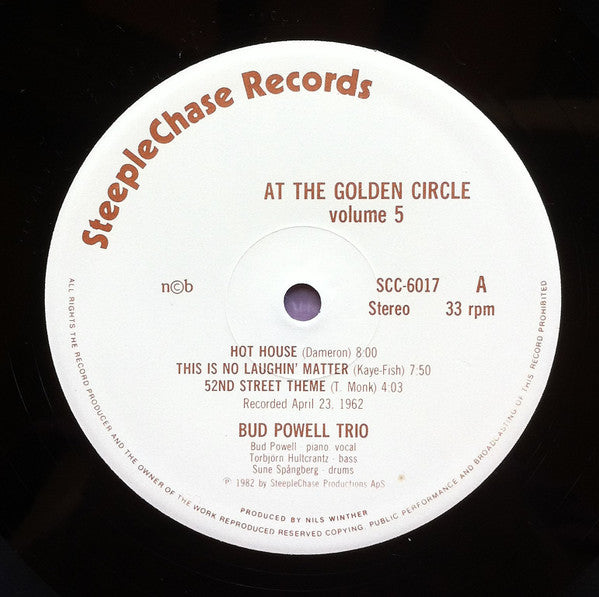 SteepleChase Records
AT THE GOLDEN CIRCLE
volume 5
n©b
SCC-6017 A
Stereo 33 rpm
HOT HOUSE (Dameron) 8:00
THIS IS NO LAUGHIN' MATTER (Kaye-Fish) 7:50
52ND STREET THEME (T. Monk) 4:03
Recorded April 23, 1962
BUD POWELL TRIO
Bud Powell · piano, vocal
Torbjörn Hultcrantz · bass
Sune Spångberg · drums
℗ 1982 by SteepleChase Productions ApS
PRODUCED BY NILS WINTHER
ALL RIGHTS THE RECORD PRODUCER AND THE OWNER OF THE WORK REPRODUCED RESERVED COPYING, PUBLIC PERFORMANCE AND BROADCASTING OF THIS RECORD PROHIBITED